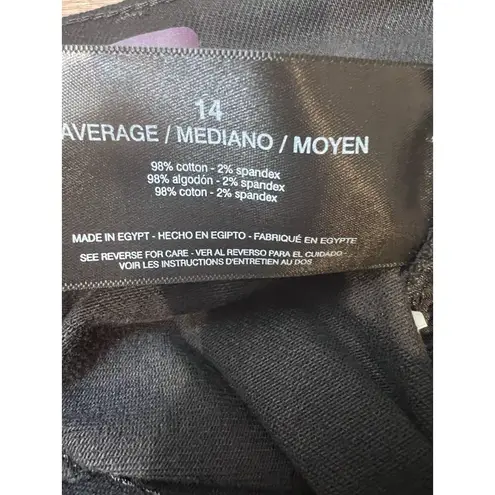 14
AVERAGE / MEDIANO / MOYEN
98% cotton - 2% spandex
98% algodón - 2% spandex
98% coton - 2% spandex
MADE IN EGYPT - HECHO EN EGIPTO - FABRIQUÉ EN EGYPTE
SEE REVERSE FOR CARE - VER AL REVERSO PARA EL CUIDADO -
VOIR LES INSTRUCTIONS D'ENTRETIEN AU DOS